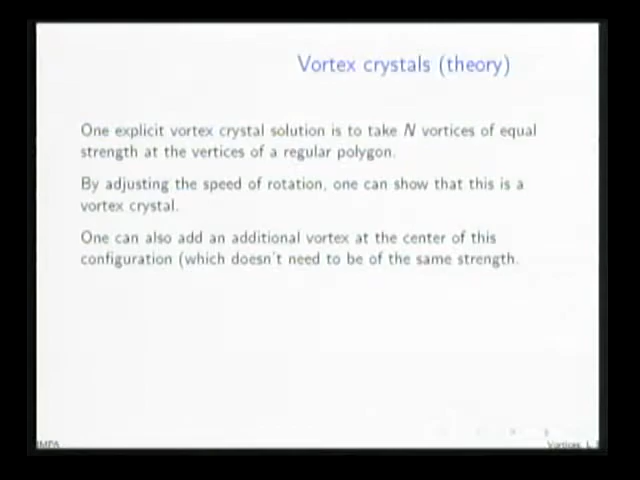 Vortex crystals (theory)
One explicit vortex crystal solution is to take N vortices of equal
strength at the vertices of a regular polygon.
By adjusting the speed of rotation, one can show that this is a
vortex crystal.
One can also add an additional vortex at the center of this
configuration (which doesn't need to be of the same strength.
IMPA
Vortices, L